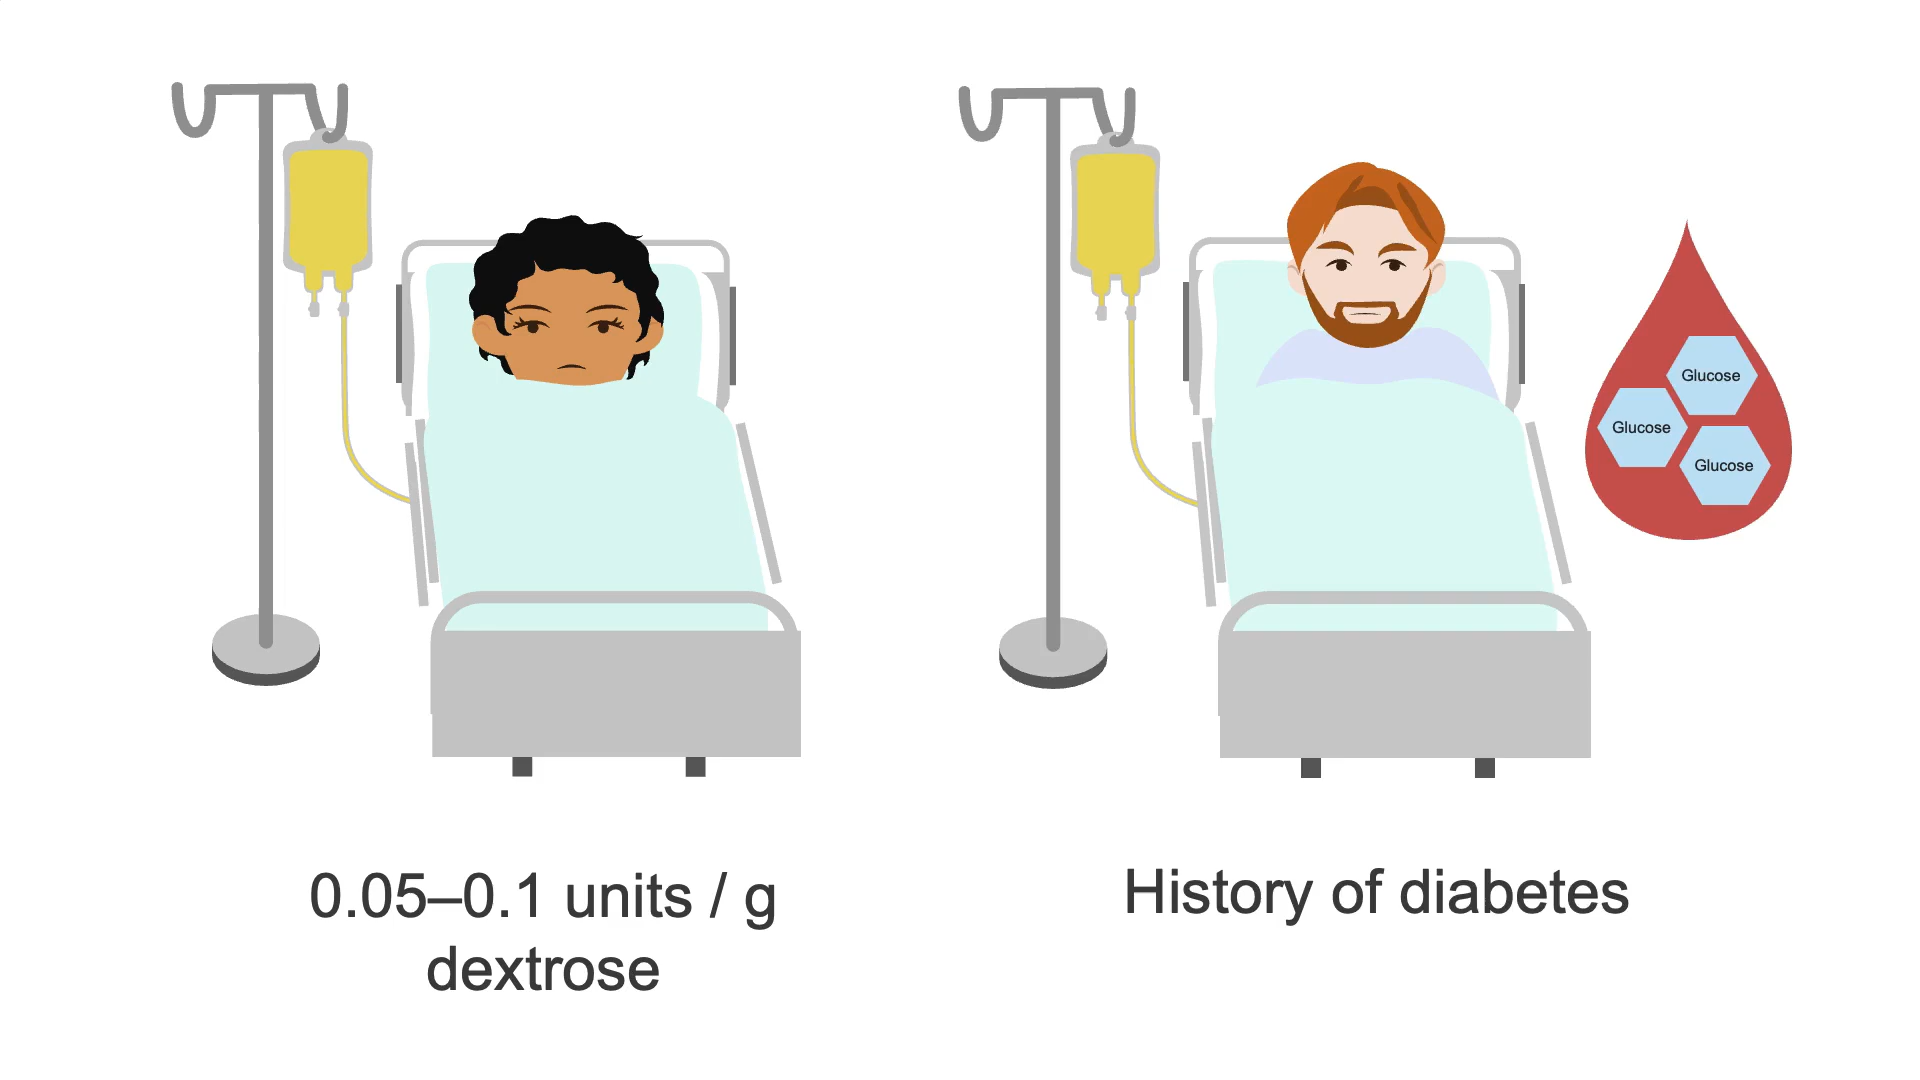 Glucose
Glucose
Glucose
0.05–0.1 units / g
dextrose
History of diabetes